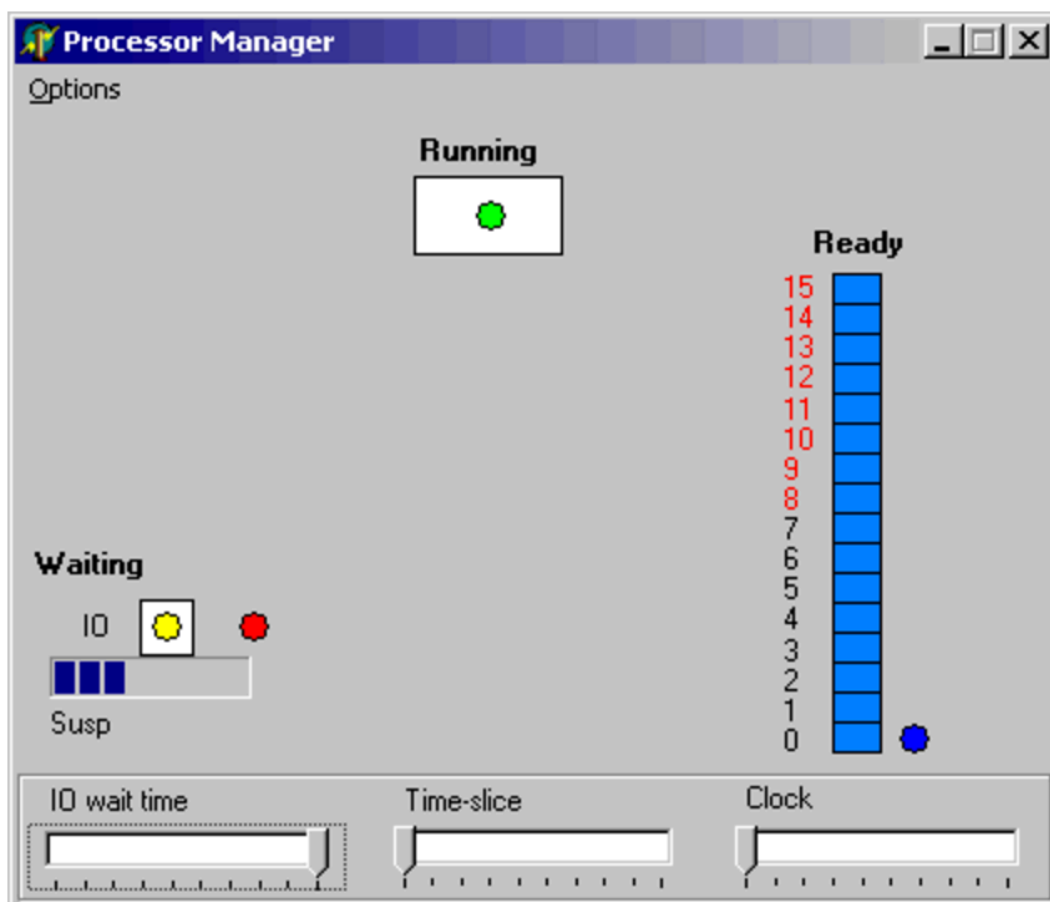 Processor Manager
Options
Running
Ready
15
14
13
12
11
10
9
8
7
6
5
4
3
2
1
0
Waiting
IO
Susp
IO wait time
Time-slice
Clock